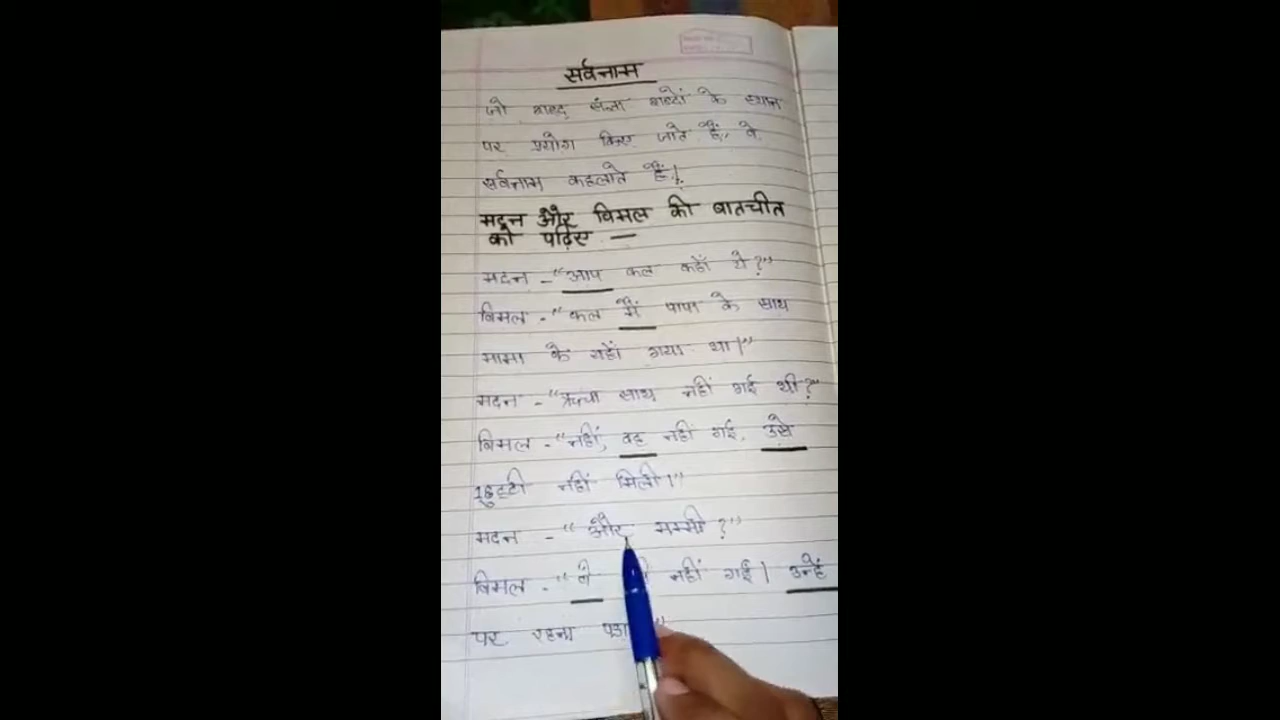 सर्वनाम
जो शब्द संज्ञा शब्दों के स्थान
पर प्रयोग किए जाते हैं, वे
सर्वनाम कहलाते हैं।
मदन और विमल की बातचीत
को पढ़िए —
मदन - “आप कल कहाँ थे?”
विमल - “कल मैं पापा के साथ
मामा के यहाँ गया था।”
मदन - “ऋचा साथ नहीं गई थी?”
विमल - “नहीं, वह नहीं गई, उसे
छुट्टी नहीं मिली।”
मदन - “और मम्मी?”
विमल - “वे नहीं गईं। उन्हें
पर रहना